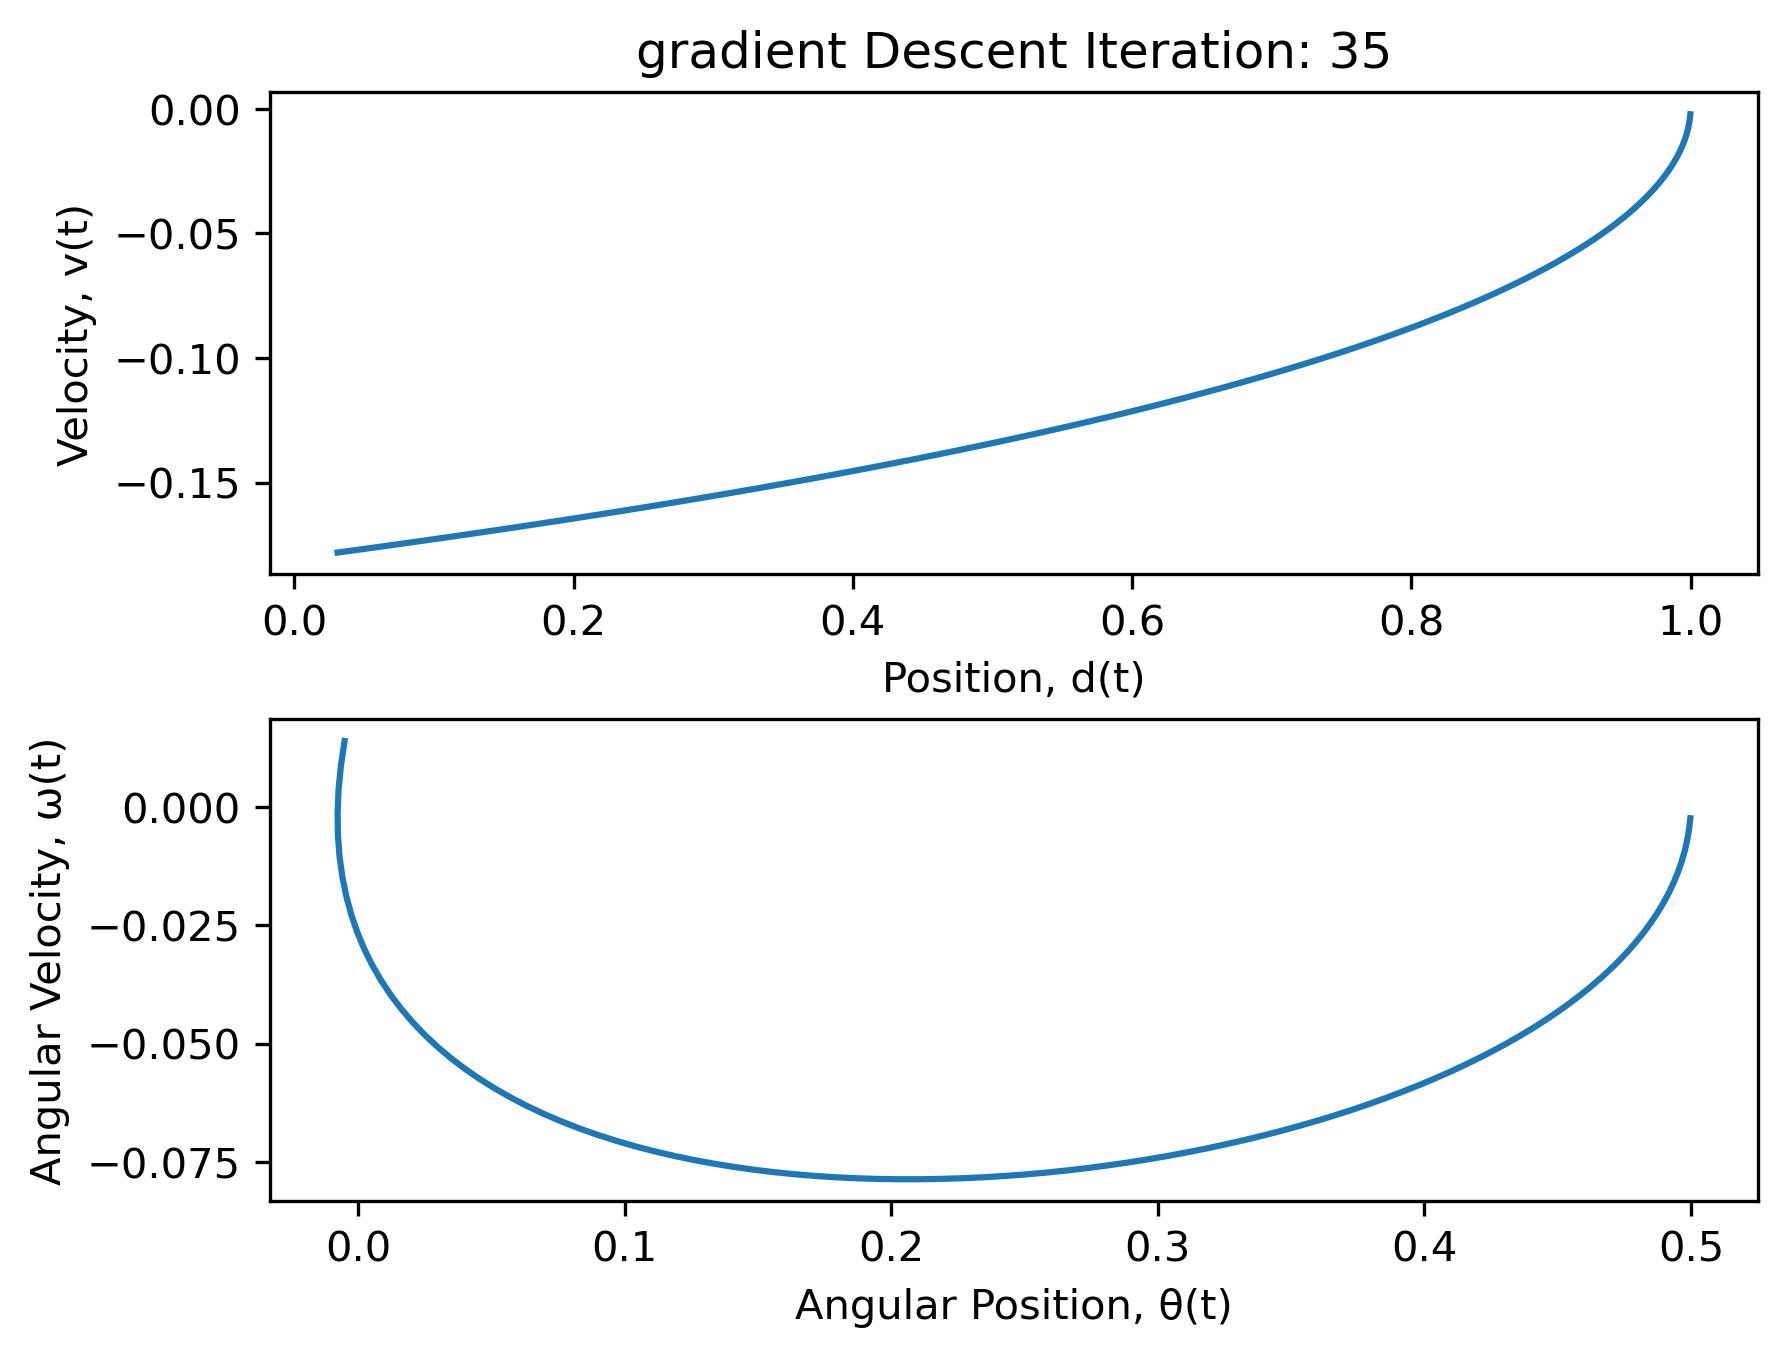 gradient Descent Iteration: 35
Velocity, v(t)
0.00
−0.05
−0.10
−0.15
0.0 0.2 0.4 0.6 0.8 1.0
Position, d(t)
Angular Velocity, ω(t)
0.000
−0.025
−0.050
−0.075
0.0 0.1 0.2 0.3 0.4 0.5
Angular Position, θ(t)